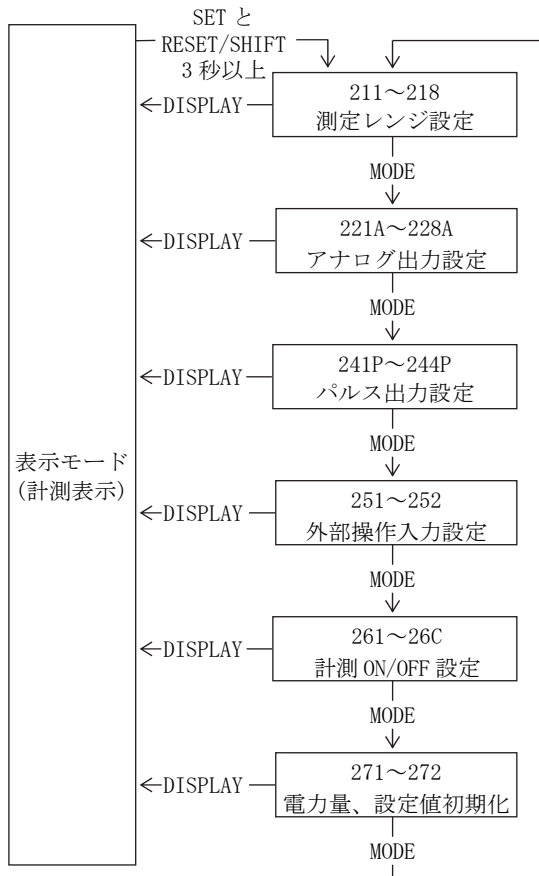 SET と
RESET/SHIFT
3 秒以上
211～218
測定レンジ設定
DISPLAY
MODE
221A～228A
アナログ出力設定
DISPLAY
MODE
241P～244P
パルス出力設定
DISPLAY
MODE
表示モード
(計測表示)
251～252
外部操作入力設定
DISPLAY
MODE
261～26C
計測 ON/OFF 設定
DISPLAY
MODE
271～272
電力量、設定値初期化
DISPLAY
MODE